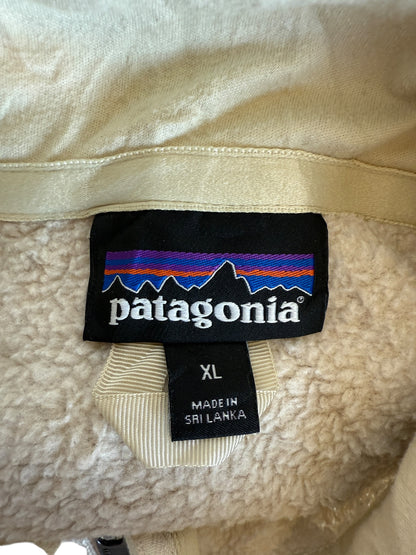 patagonia®
XL
MADE IN
SRI LANKA